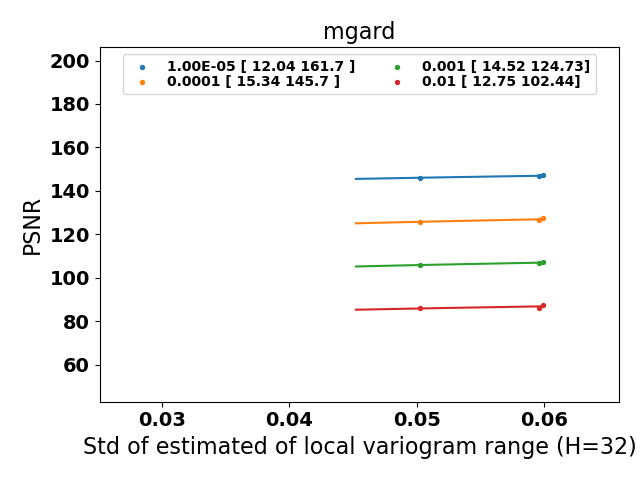 mgard
1.00E-05 [ 12.04 161.7 ]
0.0001 [ 15.34 145.7 ]
0.001 [ 14.52 124.73]
0.01 [ 12.75 102.44]
200
180
160
140
120
100
80
60
PSNR
0.03 0.04 0.05 0.06
Std of estimated of local variogram range (H=32)